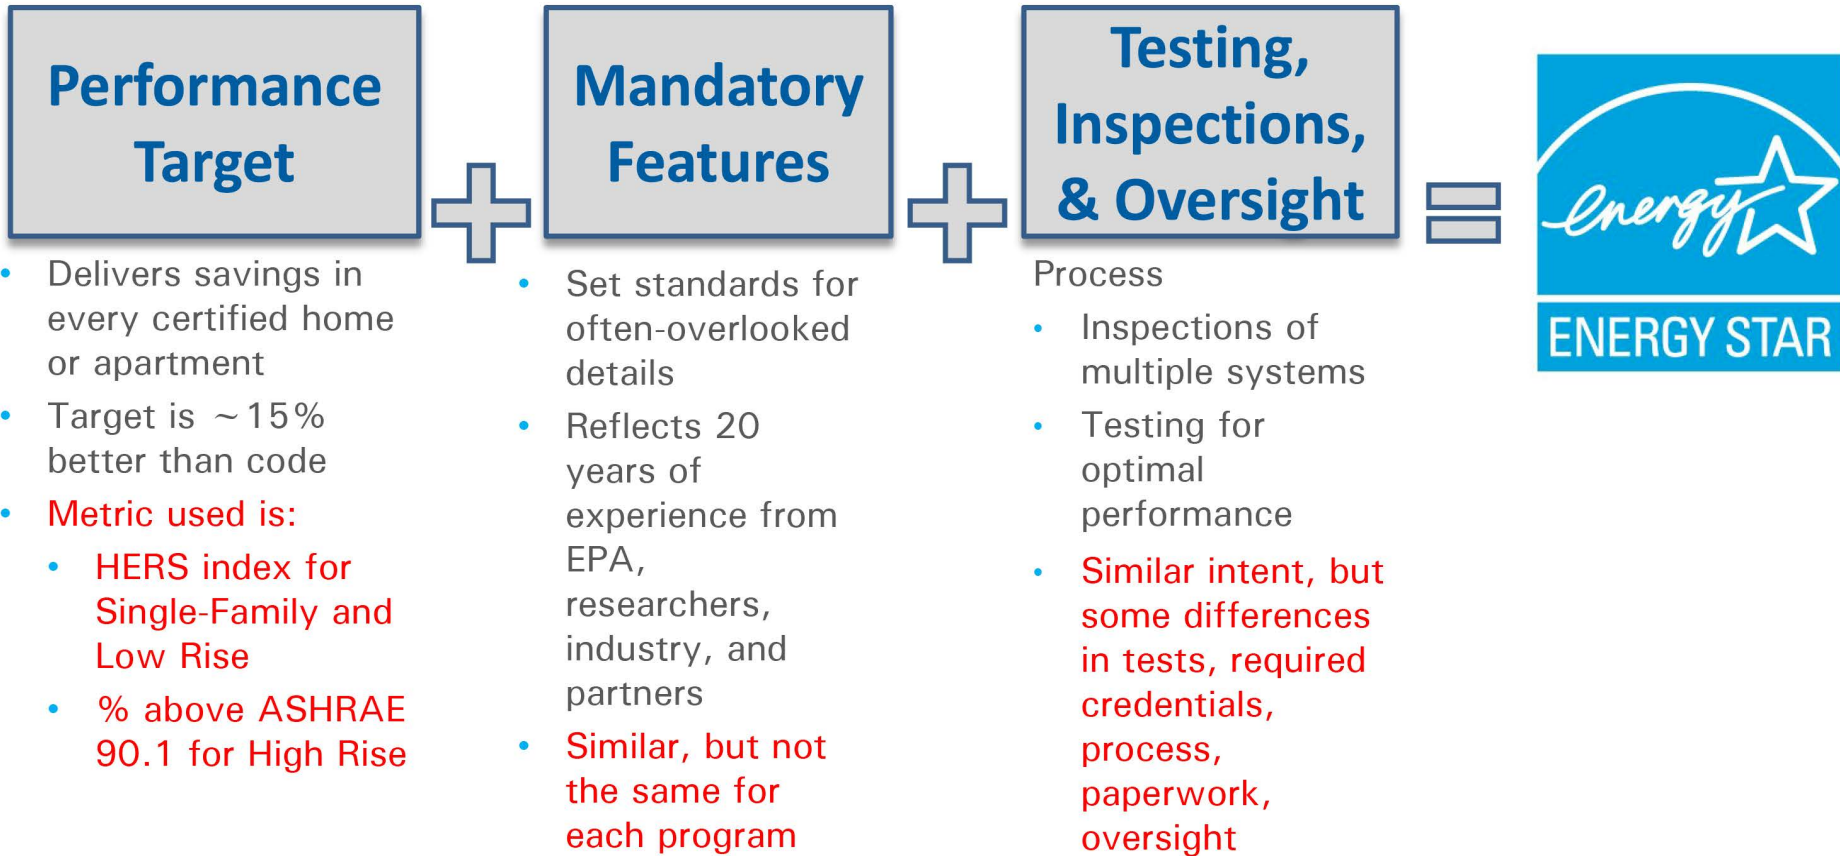 Performance
Target
• Delivers savings in
every certified home
or apartment
• Target is ~15%
better than code
• Metric used is:
• HERS index for
Single-Family and
Low Rise
• % above ASHRAE
90.1 for High Rise
Mandatory
Features
• Set standards for
often-overlooked
details
• Reflects 20
years of
experience from
EPA,
researchers,
industry, and
partners
• Similar, but not
the same for
each program
Testing,
Inspections,
& Oversight
Process
• Inspections of
multiple systems
• Testing for
optimal
performance
• Similar intent, but
some differences
in tests, required
credentials,
process,
paperwork,
oversight
energy
ENERGY STAR